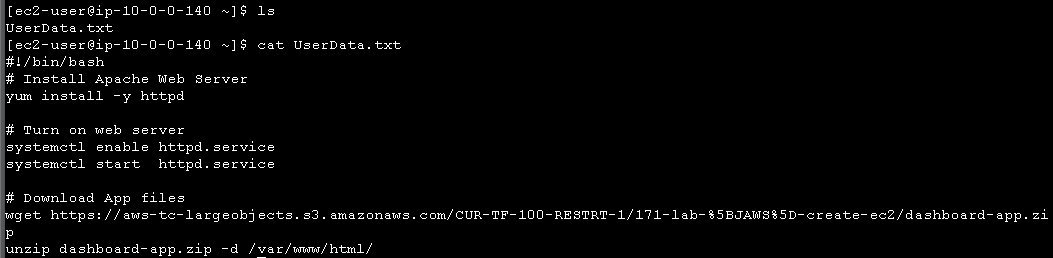 [ec2-user@ip-10-0-0-140 ~]$ ls
UserData.txt
[ec2-user@ip-10-0-0-140 ~]$ cat UserData.txt
#!/bin/bash
# Install Apache Web Server
yum install -y httpd
# Turn on web server
systemctl enable httpd.service
systemctl start  httpd.service
# Download App files
wget https://aws-tc-largeobjects.s3.amazonaws.com/CUR-TF-100-RESTRT-1/171-lab-%5BJAWS%5D-create-ec2/dashboard-app.zi
p
unzip dashboard-app.zip -d /var/www/html/